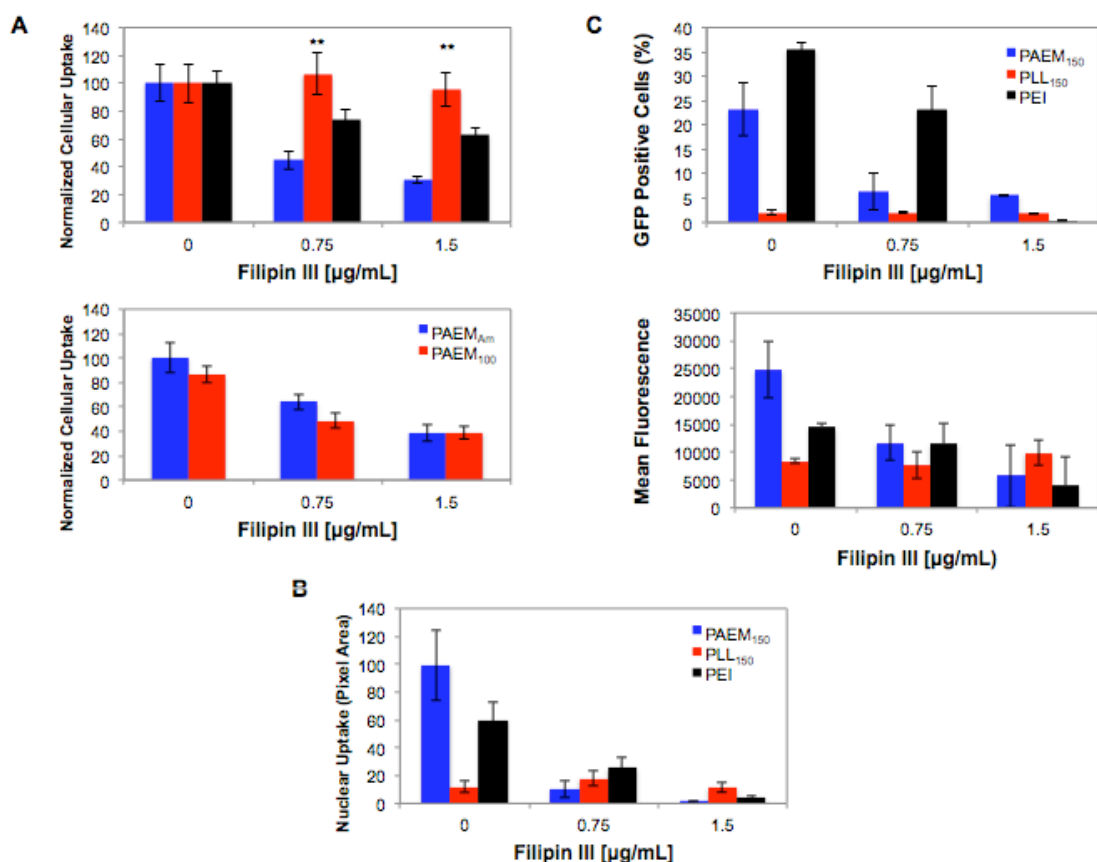 A
Normalized Cellular Uptake
140
120
100
80
60
40
20
0
** **
0 0.75 1.5
Filipin III [µg/mL]
Normalized Cellular Uptake
140
120
100
80
60
40
20
0
PAEM_Am
PAEM₁₀₀
0 0.75 1.5
Filipin III [µg/mL]
C
GFP Positive Cells (%)
40
35
30
25
20
15
10
5
0
PAEM₁₅₀
PLL₁₅₀
PEI
0 0.75 1.5
Filipin III [µg/mL]
Mean Fluorescence
35000
30000
25000
20000
15000
10000
5000
0
0 0.75 1.5
Filipin III [µg/mL)
B
Nuclear Uptake (Pixel Area)
140
120
100
80
60
40
20
0
PAEM₁₅₀
PLL₁₅₀
PEI
0 0.75 1.5
Filipin III [µg/mL]